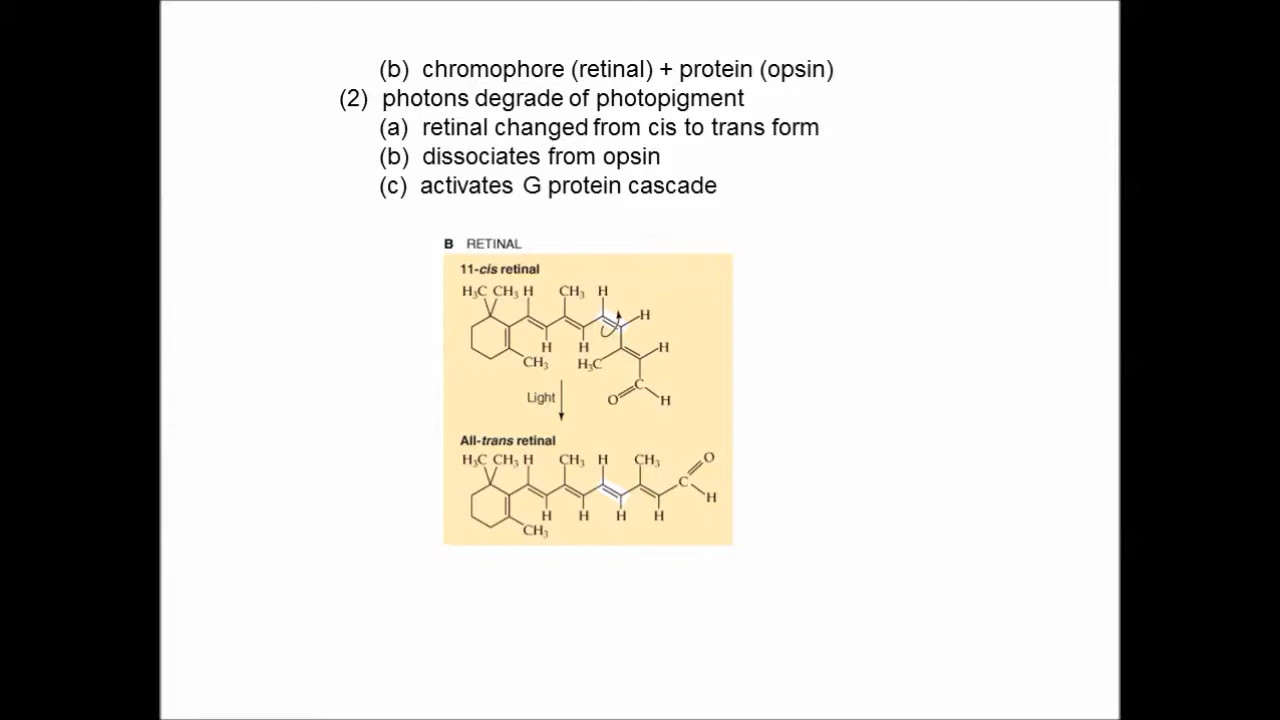 (b) chromophore (retinal) + protein (opsin)
(2) photons degrade of photopigment
(a) retinal changed from cis to trans form
(b) dissociates from opsin
(c) activates G protein cascade
B RETINAL
11-cis retinal
H₃C CH₃ H CH₃ H
H
H H H
CH₃ H₃C
C
O H
Light
All-trans retinal
H₃C CH₃ H CH₃ H CH₃ O
C
H
H H H H
CH₃